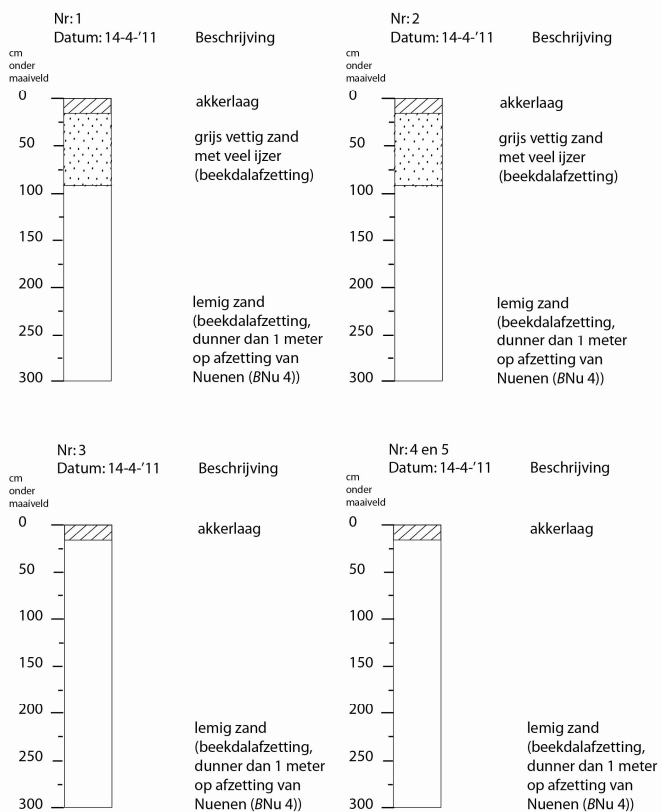 Nr: 1
Datum: 14-4-'11 Beschrijving
cm
onder
maaiveld
0 akkerlaag
50 grijs vettig zand
met veel ijzer
(beekdalafzetting)
100
150
200
lemig zand
(beekdalafzetting,
250 dunner dan 1 meter
op afzetting van
300 Nuenen (BNu 4))
Nr: 2
Datum: 14-4-'11 Beschrijving
cm
onder
maaiveld
0 akkerlaag
50 grijs vettig zand
met veel ijzer
(beekdalafzetting)
100
150
200
lemig zand
(beekdalafzetting,
250 dunner dan 1 meter
op afzetting van
300 Nuenen (BNu 4))
Nr: 3
Datum: 14-4-'11 Beschrijving
cm
onder
maaiveld
0 akkerlaag
50
100
150
200
lemig zand
(beekdalafzetting,
250 dunner dan 1 meter
op afzetting van
300 Nuenen (BNu 4))
Nr: 4 en 5
Datum: 14-4-'11 Beschrijving
cm
onder
maaiveld
0 akkerlaag
50
100
150
200
lemig zand
(beekdalafzetting,
250 dunner dan 1 meter
op afzetting van
300 Nuenen (BNu 4))